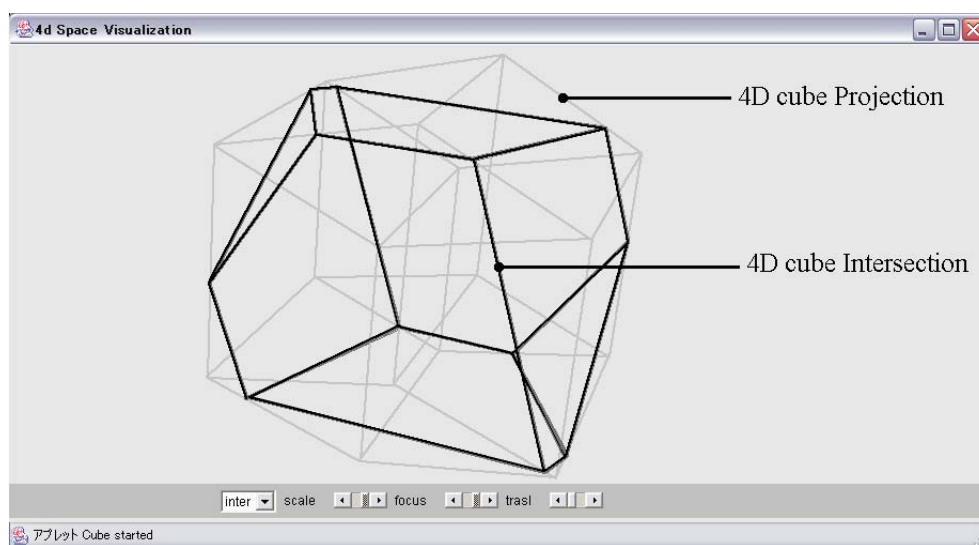 4d Space Visualization
4D cube Projection
4D cube Intersection
inter scale focus trasl
アプレット Cube started